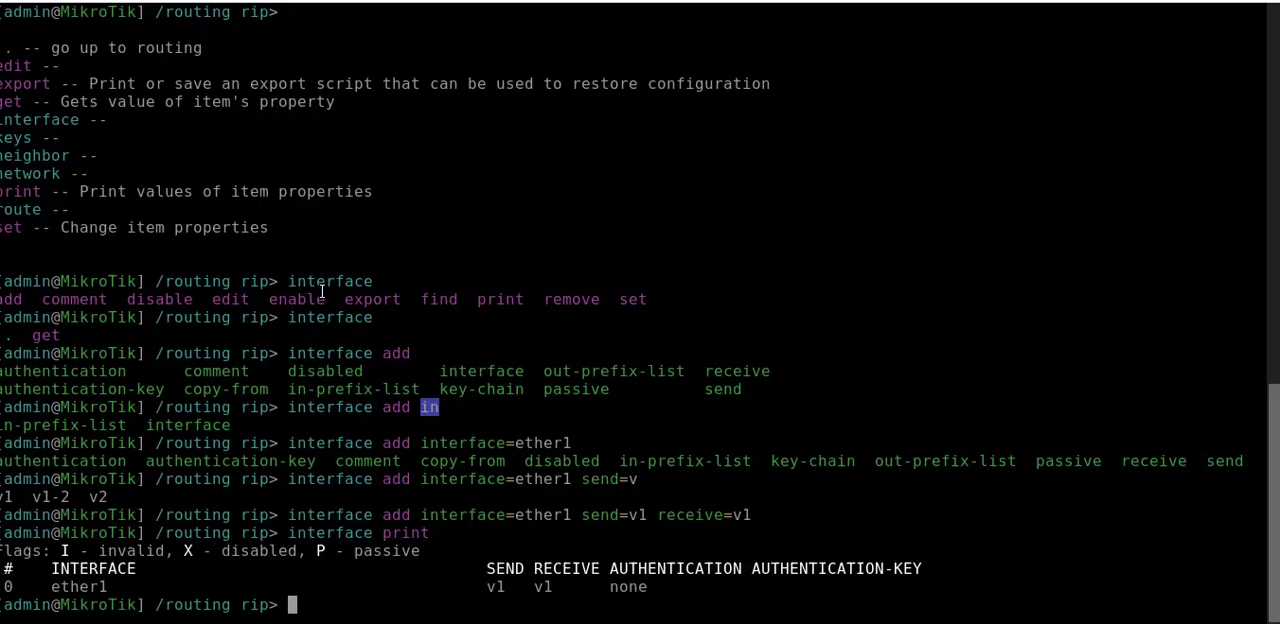 [admin@MikroTik] /routing rip>
. -- go up to routing
edit --
export -- Print or save an export script that can be used to restore configuration
get -- Gets value of item's property
interface --
keys --
neighbor --
network --
print -- Print values of item properties
route --
set -- Change item properties
[admin@MikroTik] /routing rip> interface
add  comment  disable  edit  enable  export  find  print  remove  set
[admin@MikroTik] /routing rip> interface
.  get
[admin@MikroTik] /routing rip> interface add
authentication      comment    disabled        interface  out-prefix-list  receive
authentication-key  copy-from  in-prefix-list  key-chain  passive          send
[admin@MikroTik] /routing rip> interface add in
in-prefix-list  interface
[admin@MikroTik] /routing rip> interface add interface=ether1
authentication  authentication-key  comment  copy-from  disabled  in-prefix-list  key-chain  out-prefix-list  passive  receive  send
[admin@MikroTik] /routing rip> interface add interface=ether1 send=v
v1  v1-2  v2
[admin@MikroTik] /routing rip> interface add interface=ether1 send=v1 receive=v1
[admin@MikroTik] /routing rip> interface print
Flags: I - invalid, X - disabled, P - passive
#    INTERFACE    SEND RECEIVE AUTHENTICATION AUTHENTICATION-KEY
0    ether1    v1   v1      none
[admin@MikroTik] /routing rip>